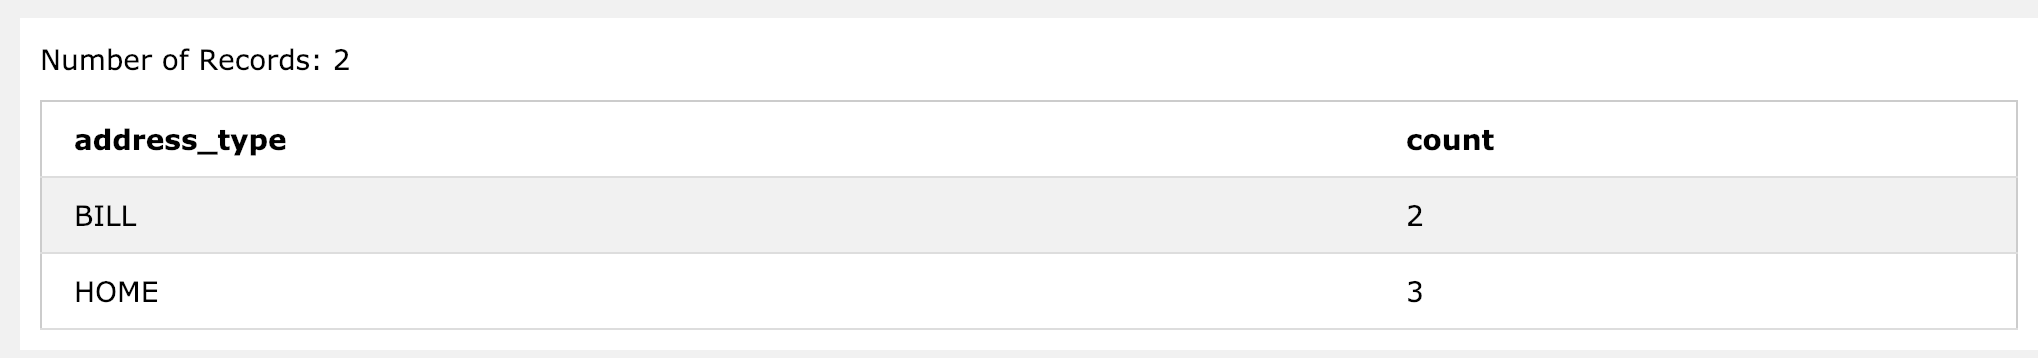 Number of Records: 2
address_type count
BILL 2
HOME 3